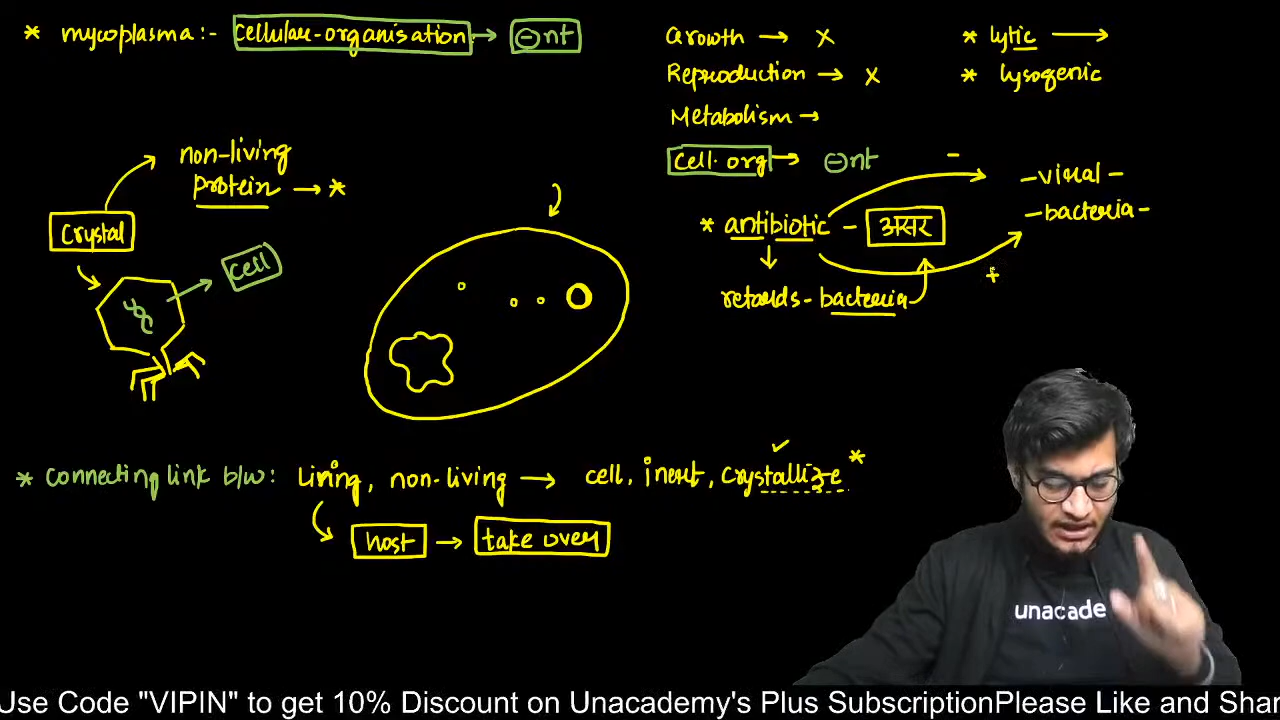 * mycoplasma:- cellular-organisation → ⊖nt
Growth → x
Reproduction → x
Metabolism →
Cell. org → ⊖nt
* lytic →
* lysogenic
non-living
protein → *
Crystal
cell
* antibiotic - असर
↓
retards - bacteria
-
- viral -
- bacteria -
+
* Connecting link b/w: Living, non-living → cell, inert, crystallize *
host → take over
unacade
Use Code "VIPIN" to get 10% Discount on Unacademy's Plus SubscriptionPlease Like and Shar